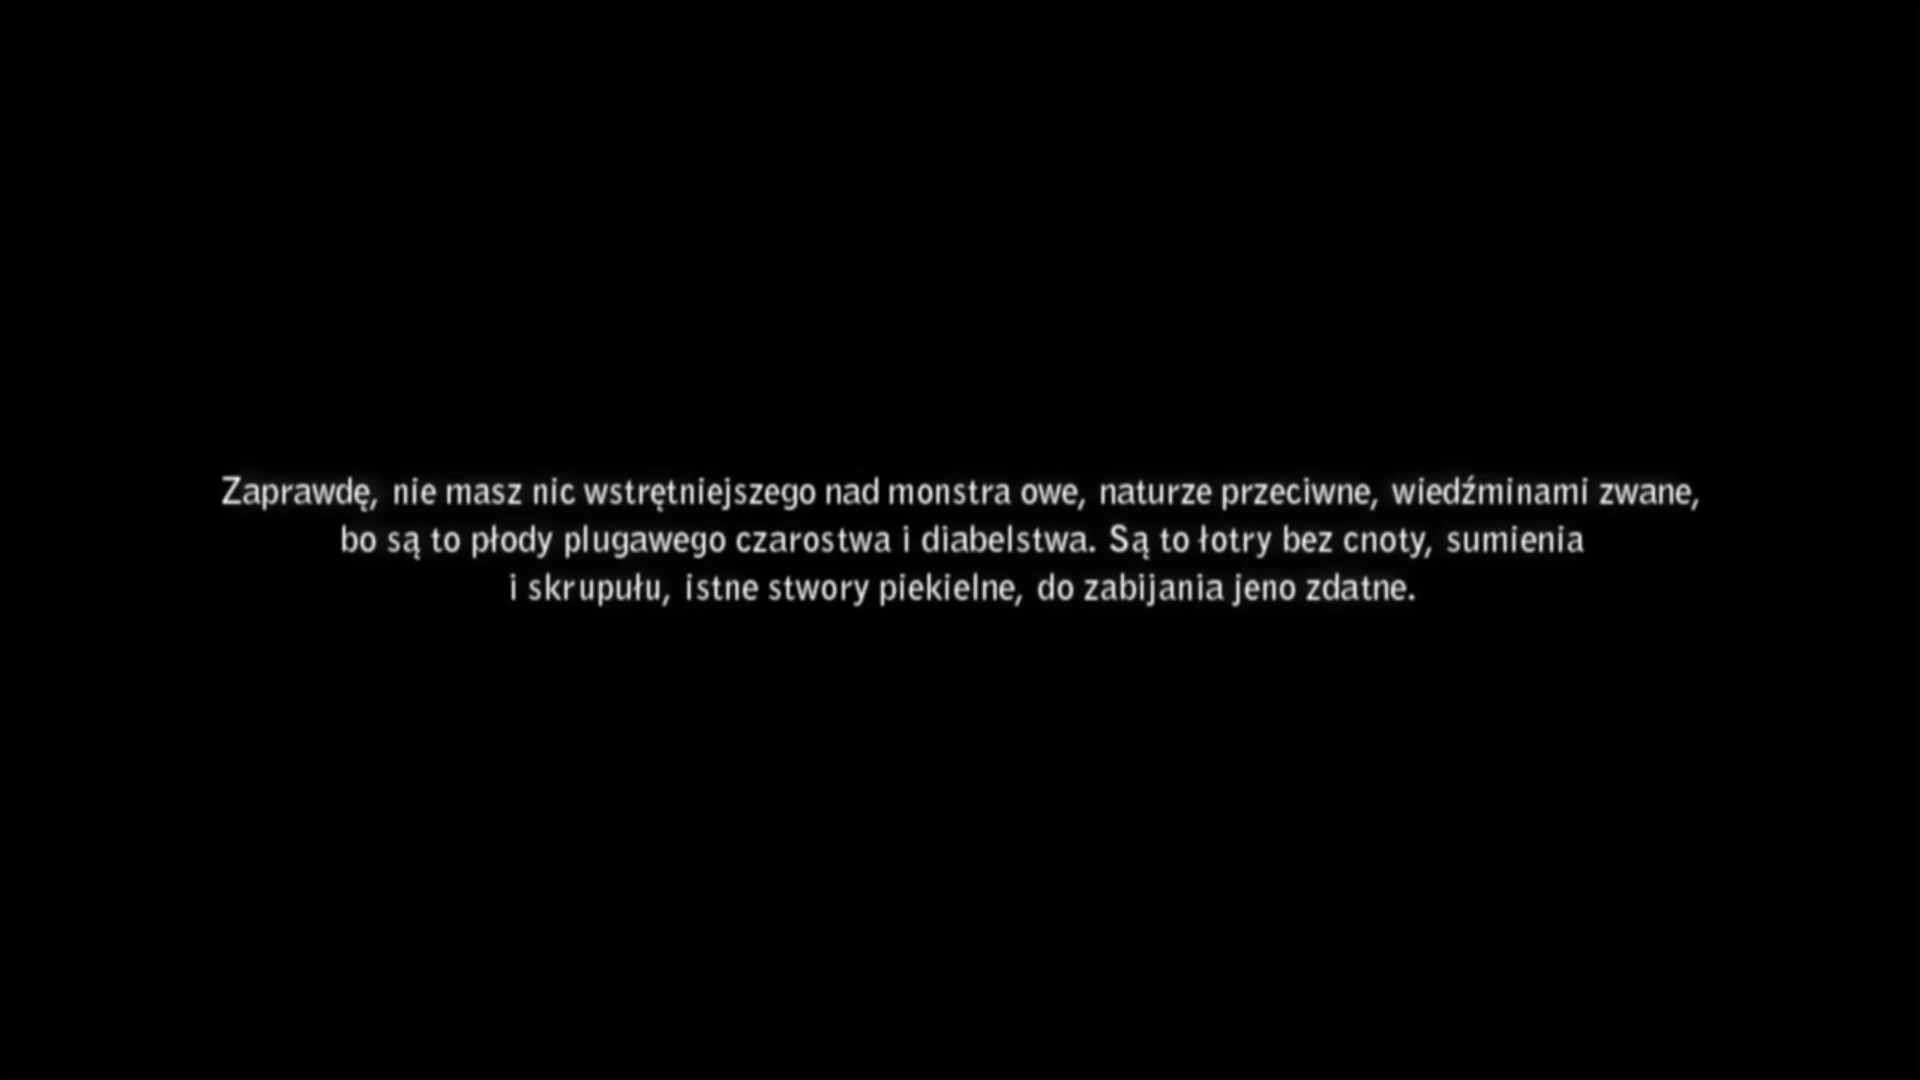 Zaprawdę, nie masz nic wstrętniejszego nad monstra owe, naturze przeciwne, wiedźminami zwane,
bo są to płody plugawego czarostwa i diabelstwa. Są to łotry bez cnoty, sumienia
i skrupułu, istne stwory piekielne, do zabijania jeno zdatne.